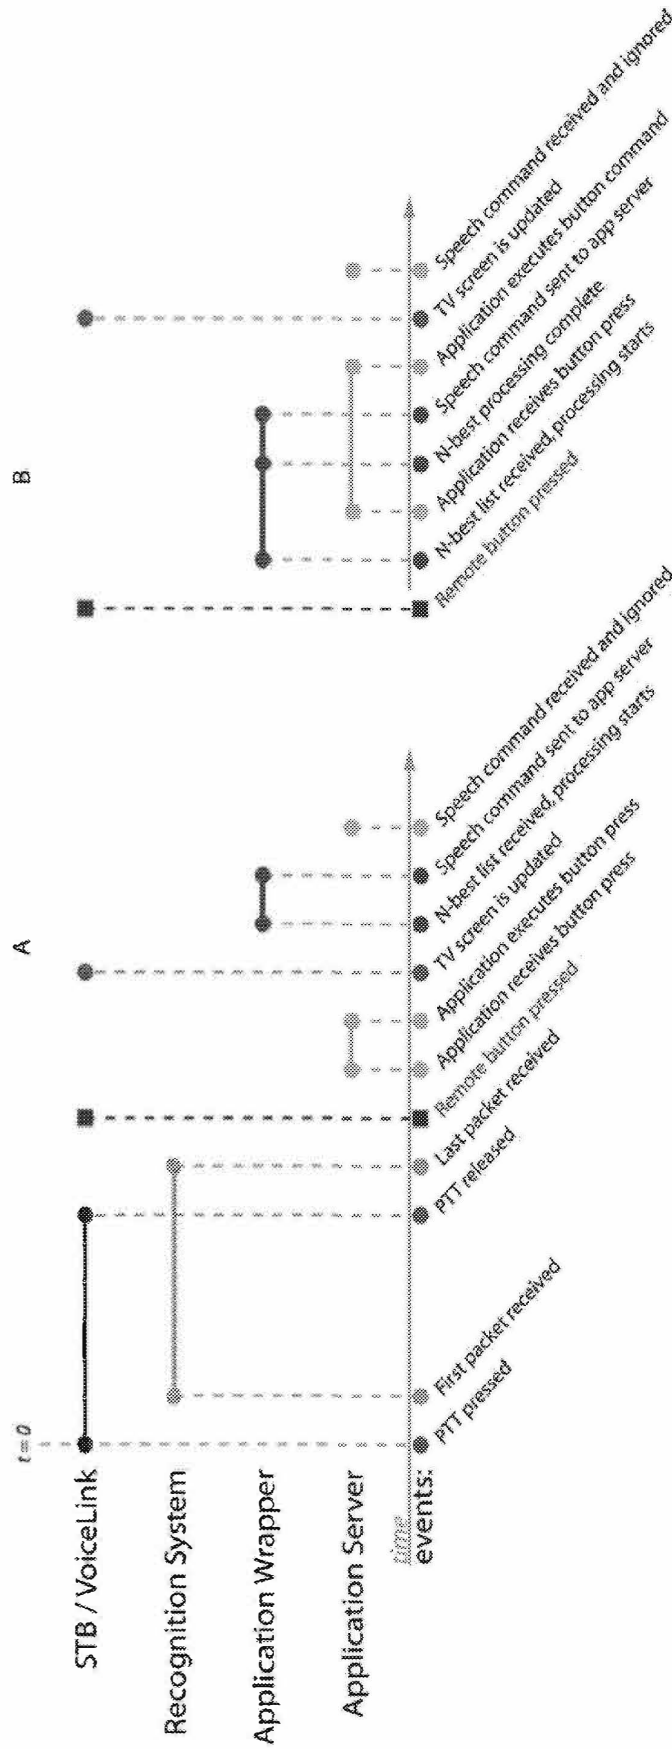 A
B
t=0
STB / VoiceLink
Recognition System
Application Wrapper
Application Server
time
events:
PTT pressed
First packet received
PTT released
Last packet received
Remote button pressed
Application receives button press
Application executes button press
TV screen is updated
N-best list received, processing starts
Speech command sent to app server
Speech command received and ignored
Remote button pressed
N-best list received, processing starts
Application receives button press
N-best processing complete
Speech command sent to app server
Application executes button command
TV screen is updated
Speech command received and ignored